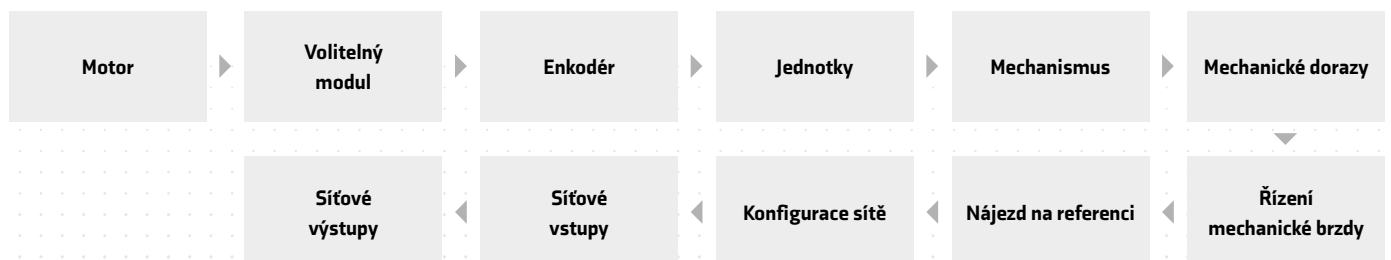 Motor
Volitelný
modul
Enkodér
Jednotky
Mechanismus
Mechanické dorazy
Řízení
mechanické brzdy
Nájezd na referenci
Konfigurace sítě
Síťové
vstupy
Síťové
výstupy